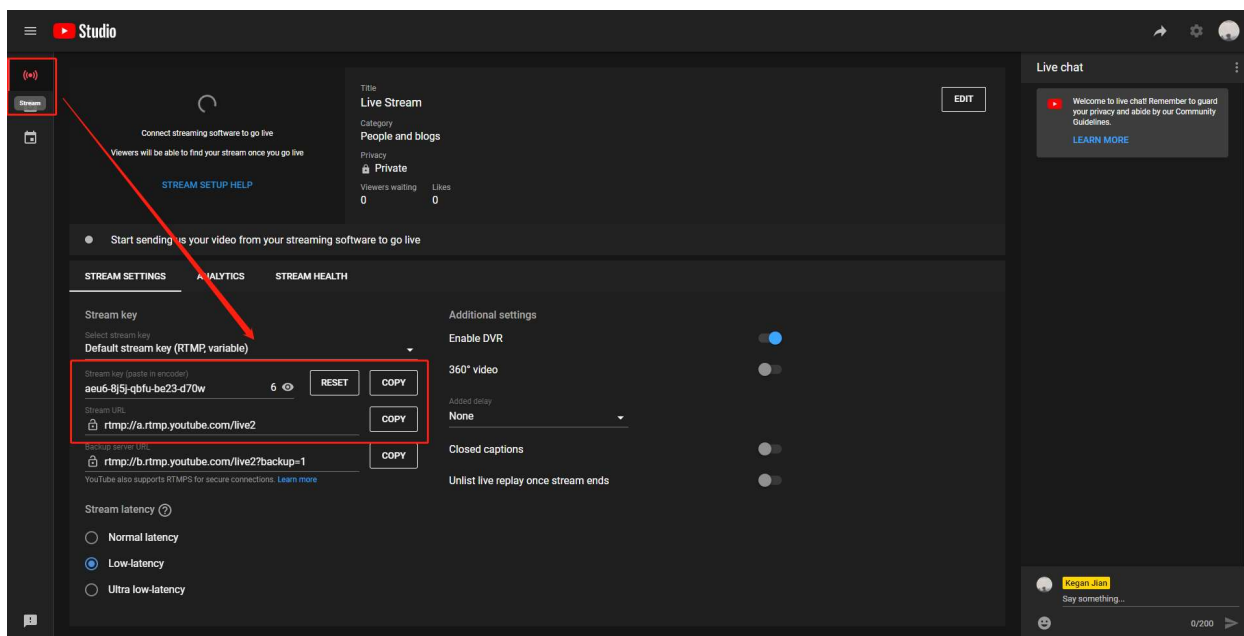 Studio
Stream
Connect streaming software to go live
Viewers will be able to find your stream once you go live
STREAM SETUP HELP
Title
Live Stream
Category
People and blogs
Privacy
Private
Viewers waiting Likes
0 0
EDIT
Start sending us your video from your streaming software to go live
STREAM SETTINGS ANALYTICS STREAM HEALTH
Stream key
Select stream key
Default stream key (RTMP, variable)
Stream key (paste in encoder)
aeu6-8j5j-qbfu-be23-d70w 6 RESET COPY
Stream URL
rtmp://a.rtmp.youtube.com/live2 COPY
Backup server URL
rtmp://b.rtmp.youtube.com/live2?backup=1 COPY
YouTube also supports RTMPS for secure connections. Learn more
Stream latency
Normal latency
Low-latency
Ultra low-latency
Additional settings
Enable DVR
360° video
Added delay
None
Closed captions
Unlist live replay once stream ends
Live chat
Welcome to live chat! Remember to guard
your privacy and abide by our Community
Guidelines.
LEARN MORE
Kegan Jian
Say something...
0/200